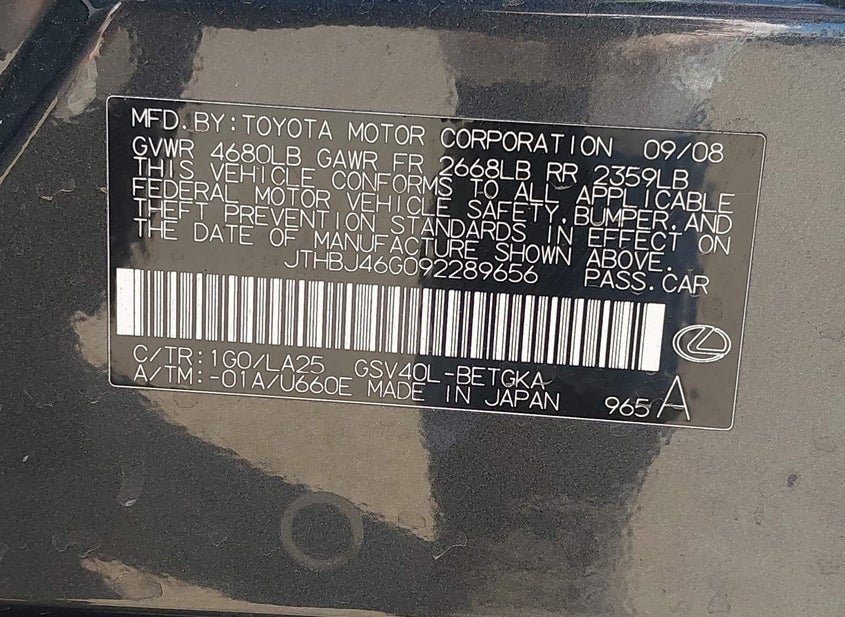 MFD.BY:TOYOTA MOTOR CORPORATION 09/08
GVWR 4680LB GAWR FR 2668LB RR 2359LB
THIS VEHICLE CONFORMS TO ALL APPLICABLE
FEDERAL MOTOR VEHICLE SAFETY,BUMPER,AND
THEFT PREVENTION STANDARDS IN EFFECT ON
THE DATE OF MANUFACTURE SHOWN ABOVE.
JTHBJ46G092289656 PASS.CAR
C/TR:1G0/LA25 GSV40L-BETGKA
A/TM:-01A/U660E MADE IN JAPAN 965 A